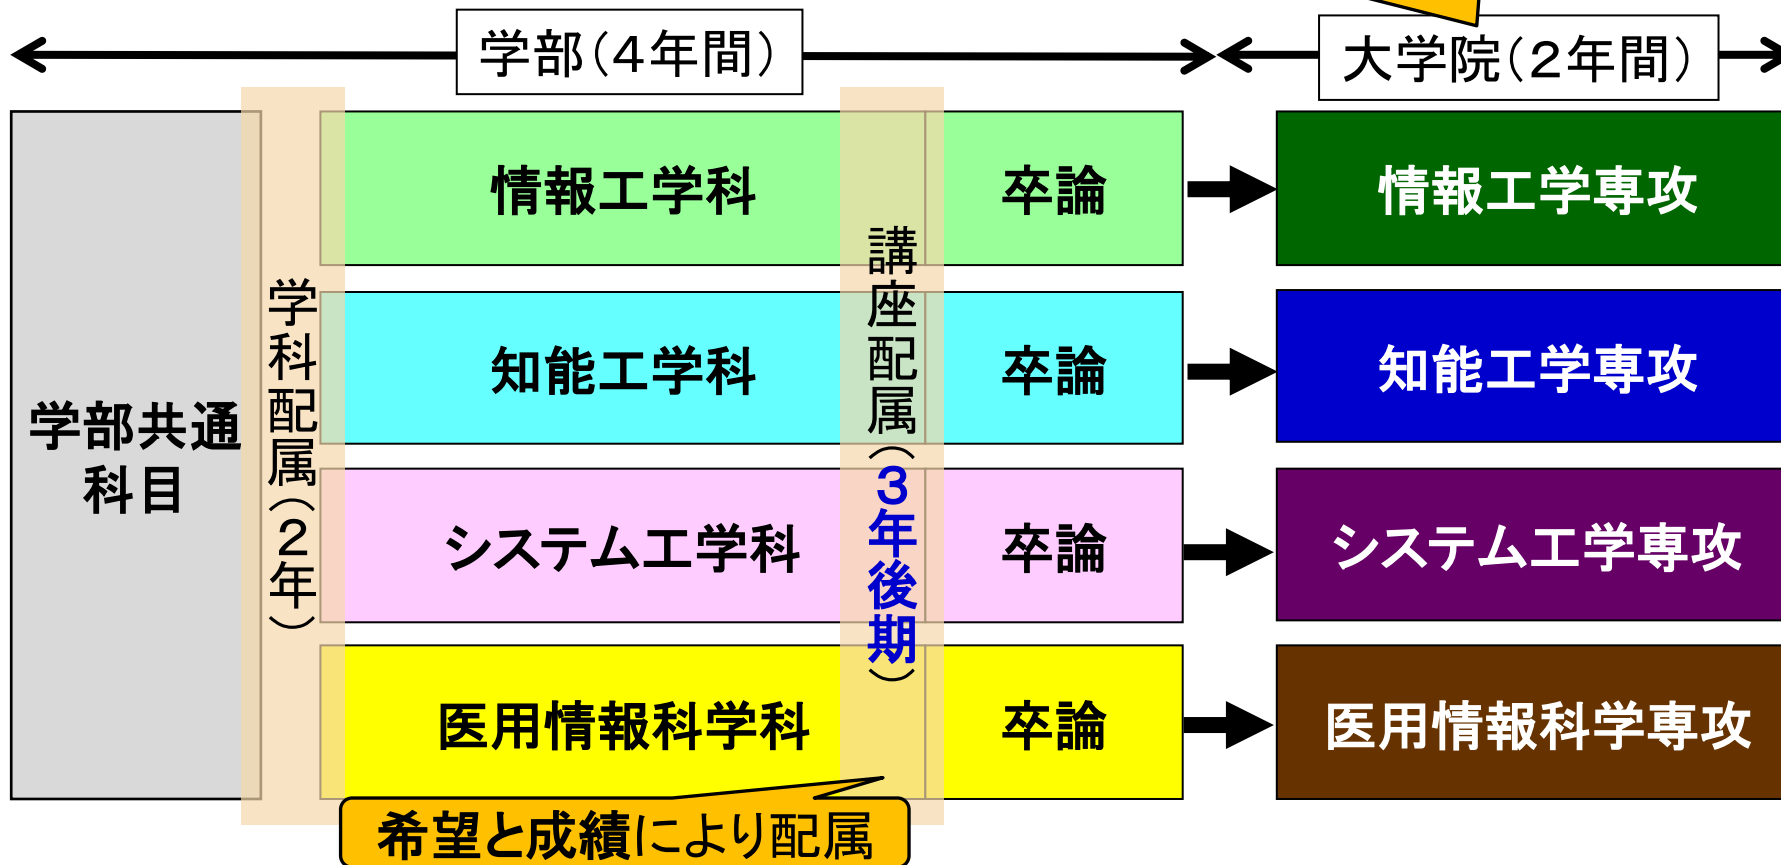 学部（４年間）
大学院（２年間）
学部共通
科目
学科配属（２年）
講座配属（３年後期）
情報工学科
卒論
情報工学専攻
知能工学科
卒論
知能工学専攻
システム工学科
卒論
システム工学専攻
医用情報科学科
卒論
医用情報科学専攻
希望と成績により配属